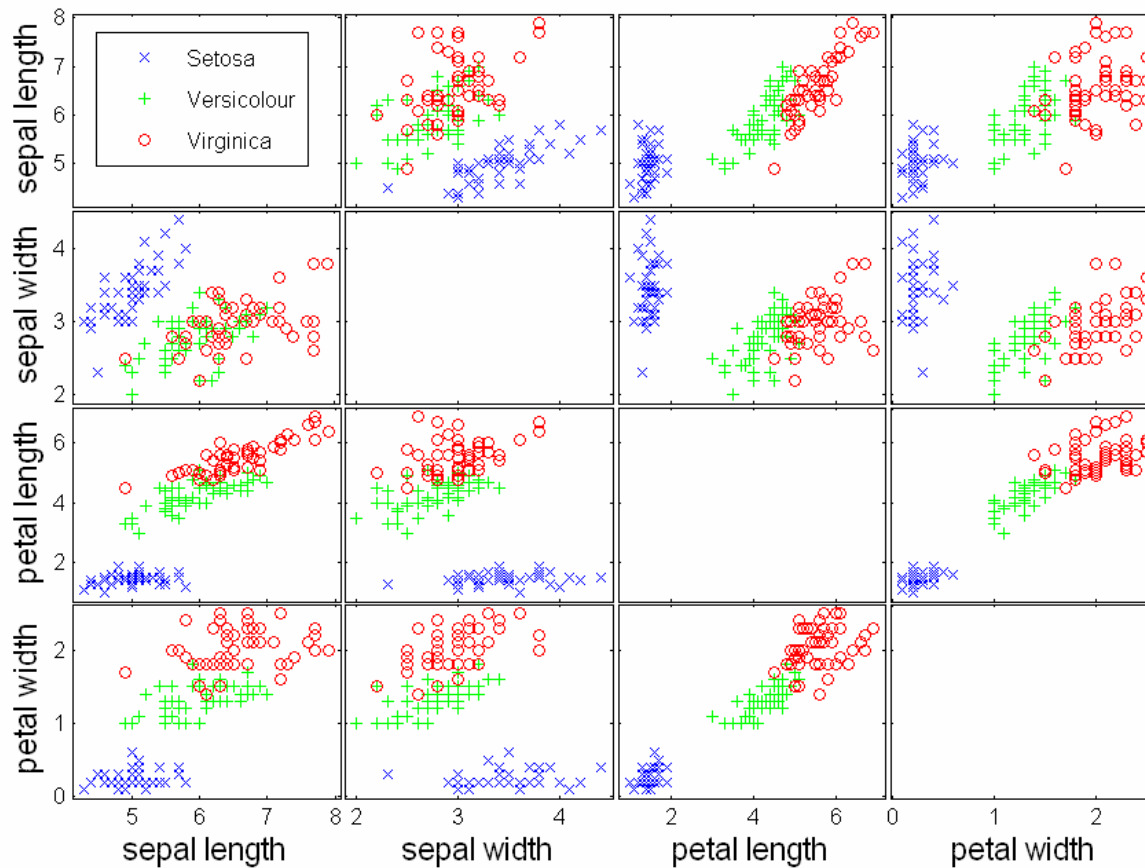 sepal length
8
7
6
5
Setosa
Versicolour
Virginica
sepal width
4
3
2
petal length
6
4
2
petal width
2
1
0
5 6 7 8
2 3 4
2 4 6
0 1 2
sepal length
sepal width
petal length
petal width